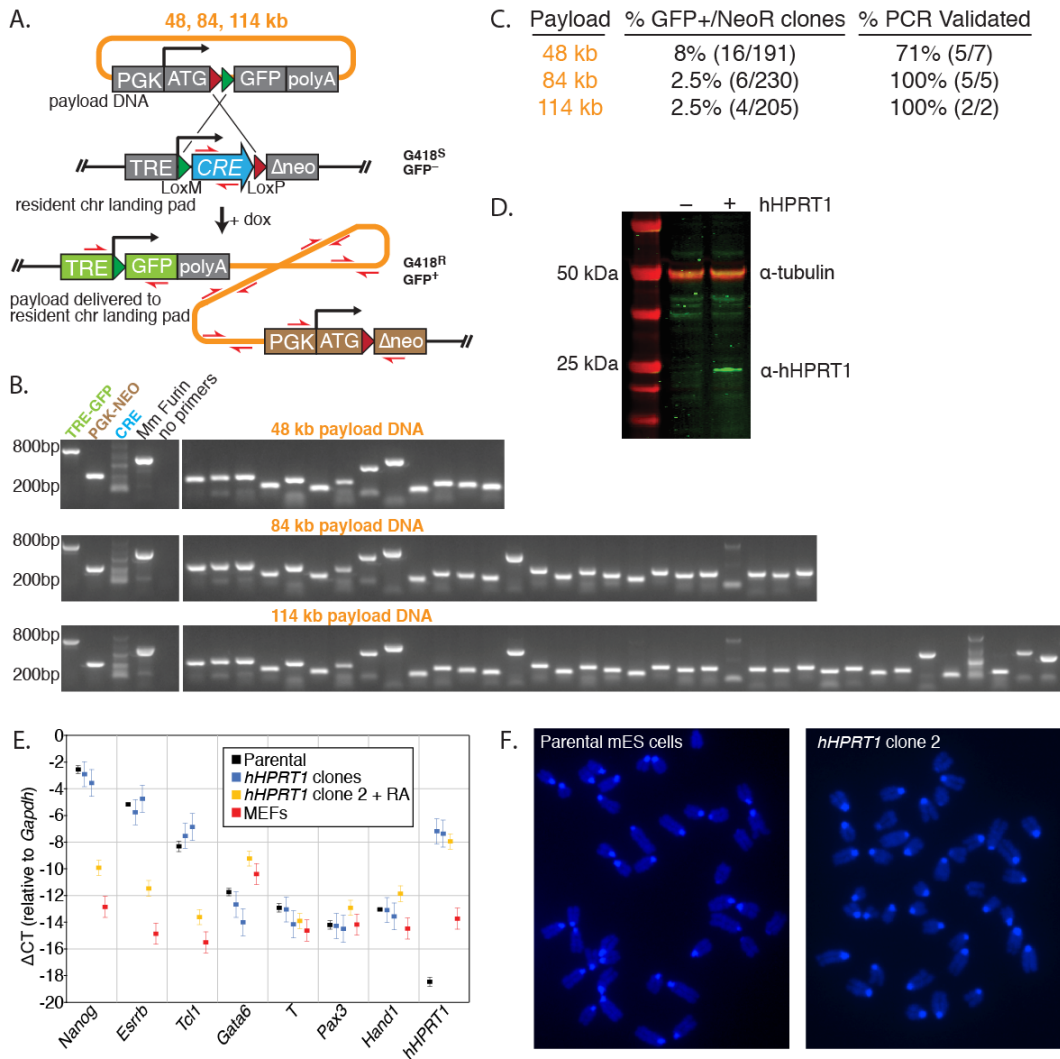 A.
48, 84, 114 kb
PGK ATG GFP polyA
payload DNA
TRE CRE Δneo
LoxM LoxP
G418S
GFP−
resident chr landing pad
+ dox
TRE GFP polyA
G418R
GFP+
payload delivered to
resident chr landing pad
PGK ATG Δneo
B.
TRE-GFP
PGK-NEO
CRE
Mm Furin
no primers
48 kb payload DNA
800bp
200bp
84 kb payload DNA
800bp
200bp
114 kb payload DNA
800bp
200bp
C.
Payload % GFP+/NeoR clones % PCR Validated
48 kb 8% (16/191) 71% (5/7)
84 kb 2.5% (6/230) 100% (5/5)
114 kb 2.5% (4/205) 100% (2/2)
D.
− + hHPRT1
50 kDa α-tubulin
25 kDa α-hHPRT1
E.
ΔCT (relative to Gapdh)
0
-2
-4
-6
-8
-10
-12
-14
-16
-18
-20
Parental
hHPRT1 clones
hHPRT1 clone 2 + RA
MEFs
Nanog Esrrb Tcl1 Gata6 T Pax3 Hand1 hHPRT1
F.
Parental mES cells
hHPRT1 clone 2